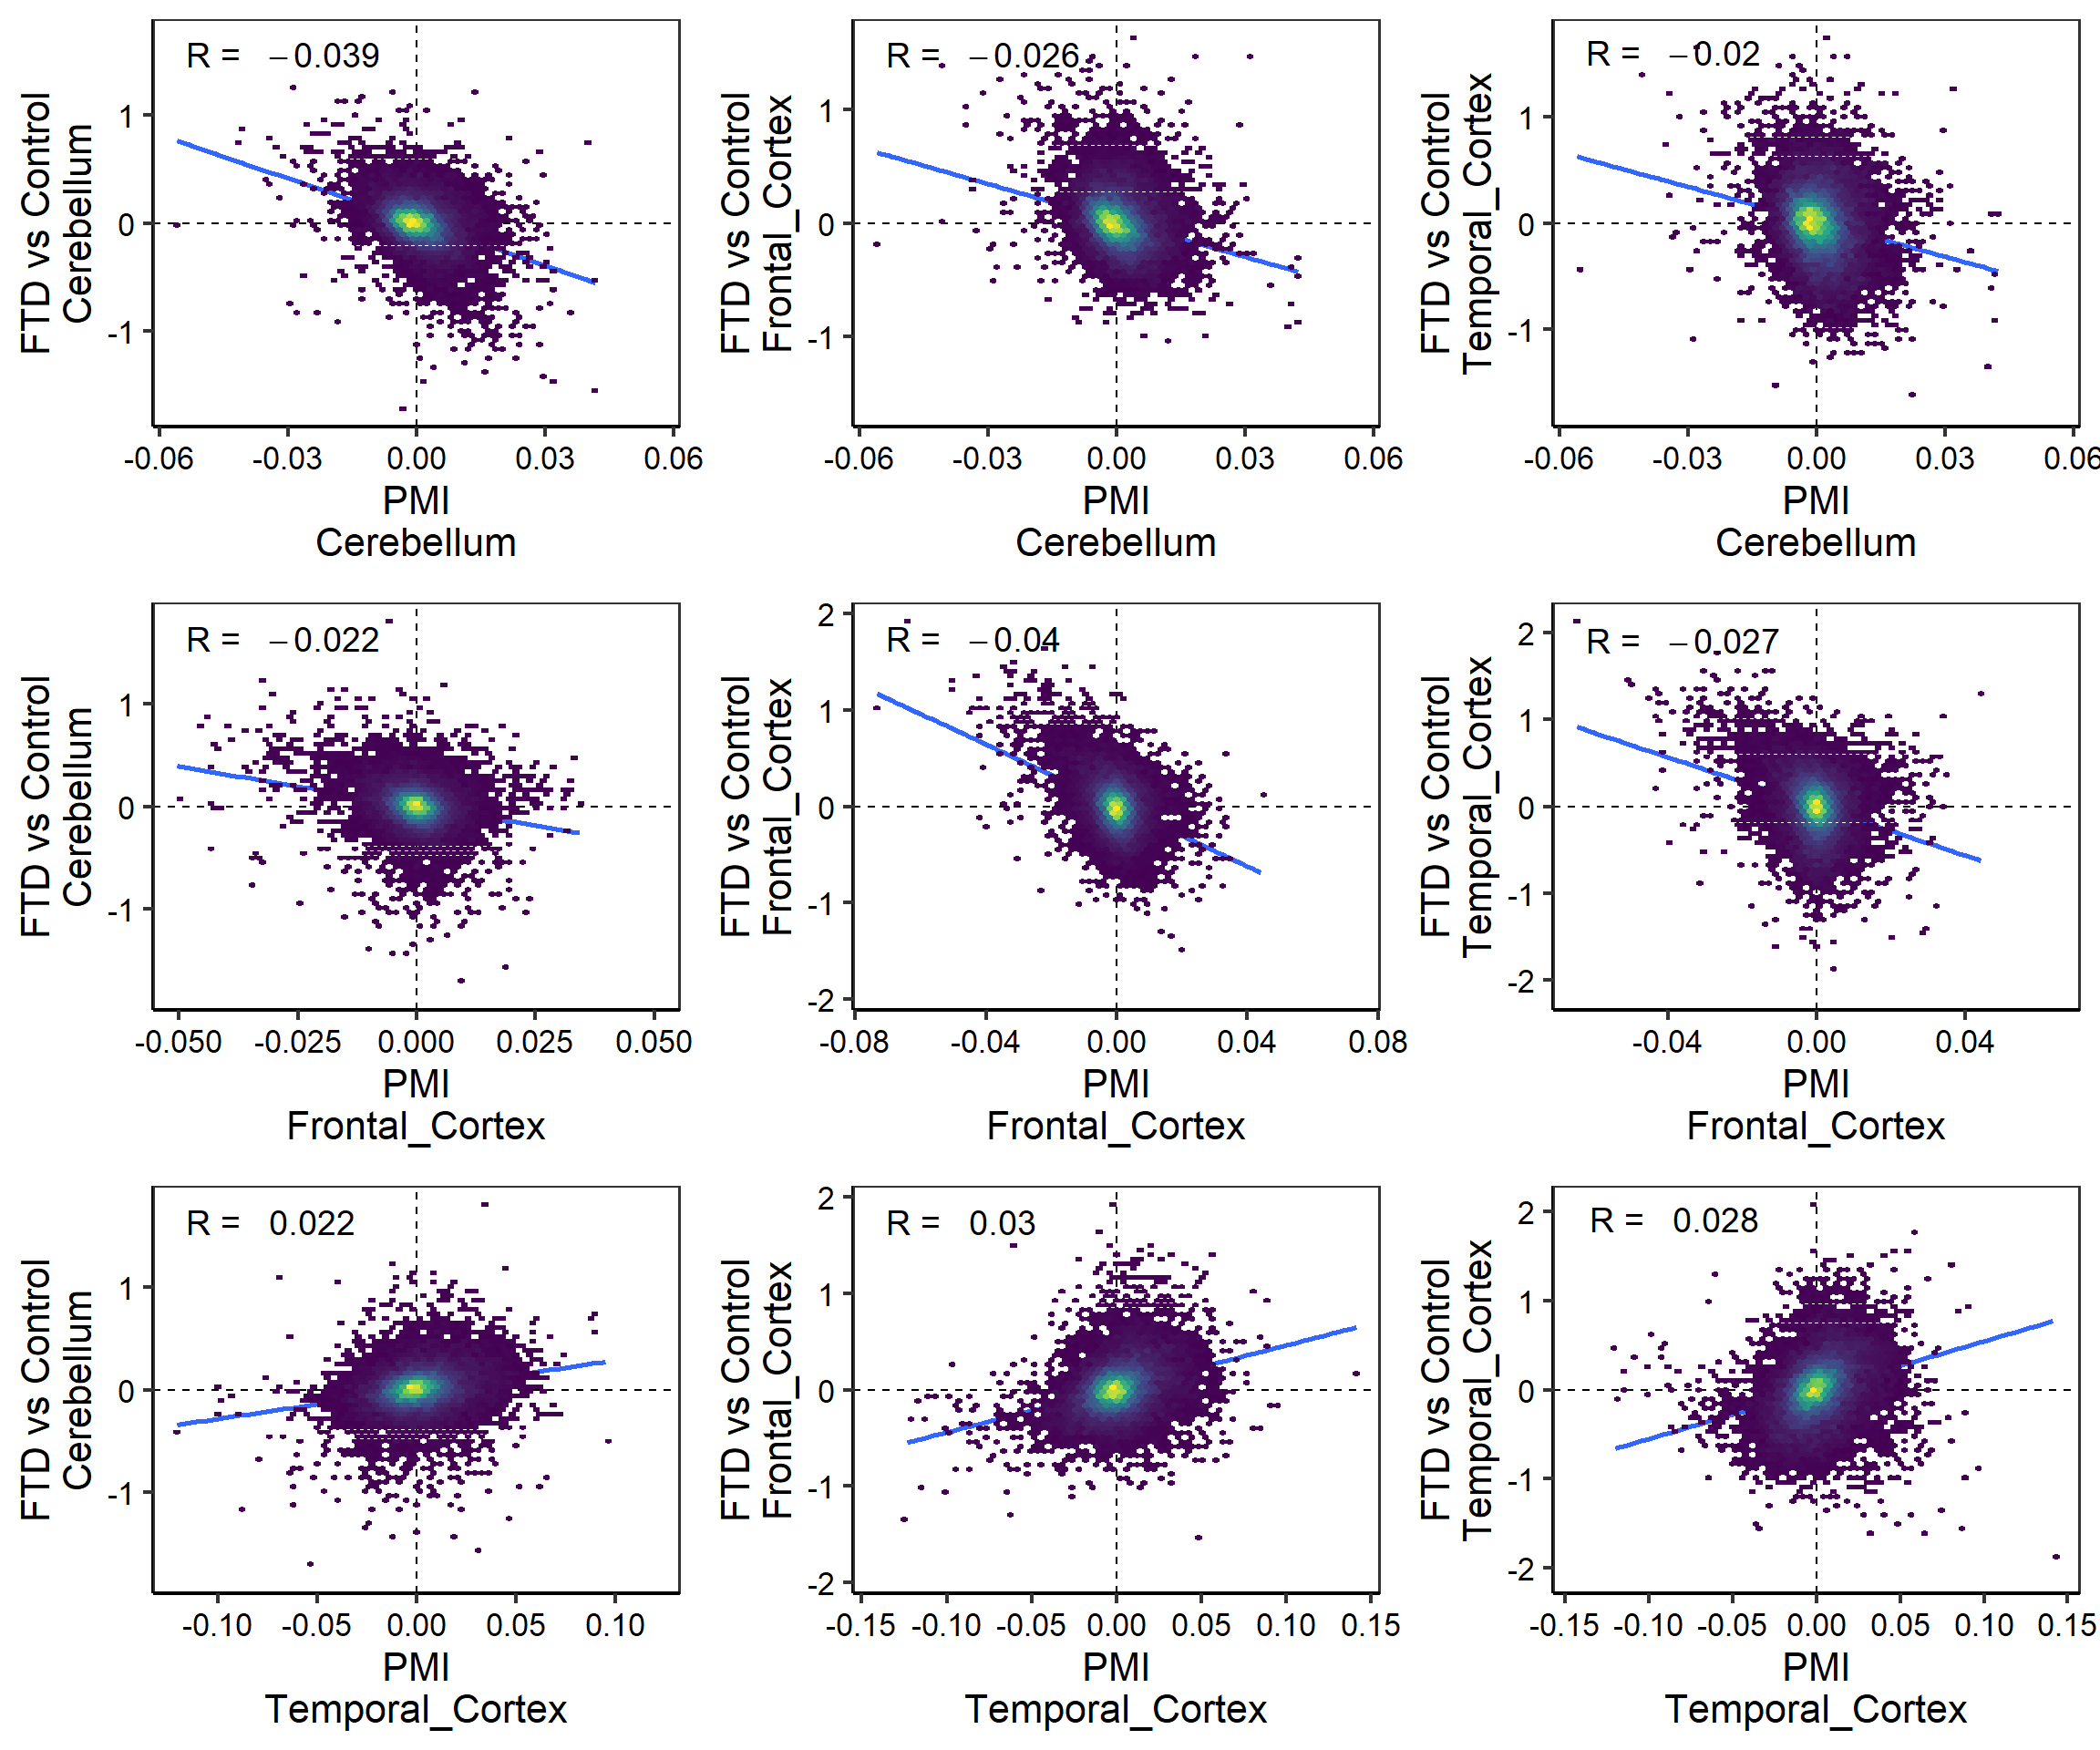 R = −0.039
FTD vs Control
Cerebellum
1
0
-1
-0.06 -0.03 0.00 0.03 0.06
PMI
Cerebellum
R = −0.026
FTD vs Control
Frontal_Cortex
1
0
-1
-0.06 -0.03 0.00 0.03 0.06
PMI
Cerebellum
R = −0.02
FTD vs Control
Temporal_Cortex
1
0
-1
-0.06 -0.03 0.00 0.03 0.06
PMI
Cerebellum
R = −0.022
FTD vs Control
Cerebellum
1
0
-1
-0.050 -0.025 0.000 0.025 0.050
PMI
Frontal_Cortex
R = −0.04
FTD vs Control
Frontal_Cortex
2
1
0
-1
-2
-0.08 -0.04 0.00 0.04 0.08
PMI
Frontal_Cortex
R = −0.027
FTD vs Control
Temporal_Cortex
2
1
0
-1
-2
-0.04 0.00 0.04
PMI
Frontal_Cortex
R = 0.022
FTD vs Control
Cerebellum
1
0
-1
-0.10 -0.05 0.00 0.05 0.10
PMI
Temporal_Cortex
R = 0.03
FTD vs Control
Frontal_Cortex
2
1
0
-1
-2
-0.15 -0.10 -0.05 0.00 0.05 0.10 0.15
PMI
Temporal_Cortex
R = 0.028
FTD vs Control
Temporal_Cortex
2
1
0
-1
-2
-0.15 -0.10 -0.05 0.00 0.05 0.10 0.15
PMI
Temporal_Cortex